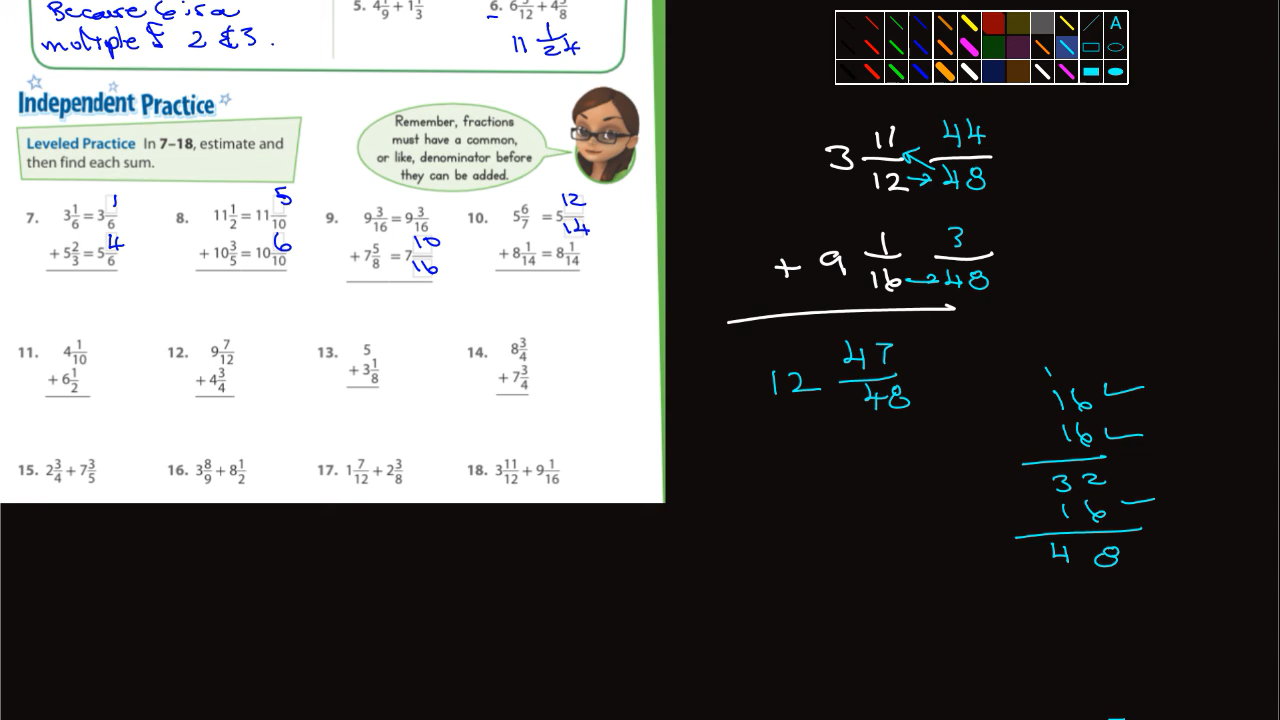 Because 6 is a
multiple of 2 & 3.
5. 4 1/9 + 1 1/3
11 1/24
Independent Practice
Leveled Practice In 7–18, estimate and
then find each sum.
Remember, fractions
must have a common,
or like, denominator before
they can be added.
7. 3 1/6 = 3 1/6
+ 5 2/3 = 5 4/6
8. 11 1/2 = 11 5/10
+ 10 3/5 = 10 6/10
9. 9 3/16 = 9 3/16
+ 7 5/8 = 7 10/16
10. 5 6/7 = 5 12/14
+ 8 1/14 = 8 1/14
11. 4 1/10
+ 6 1/2
12. 9 7/12
+ 4 3/4
13. 5
+ 3 1/8
14. 8 3/4
+ 7 3/4
15. 2 3/4 + 7 3/5
16. 3 8/9 + 8 1/2
17. 1 7/12 + 2 3/8
18. 3 11/12 + 9 1/16
A
3 11/12 44/48
+ 9 1/16 3/48
12 47/48
1
16
16
32
16
48